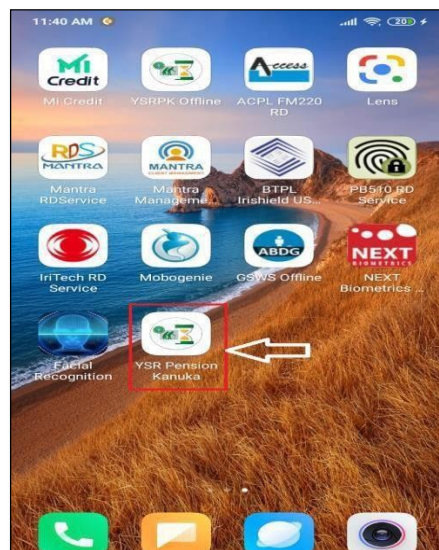 11:40 AM
20
Mi
Credit
Access
RDS
MANTRA
MANTRA
ABDG
NEXT
Mi Credit
YSRPK Offline
ACPL FM220
RD
Lens
Mantra
RDService
Mantra
Manageme...
BTPL
Irishield US...
PB510 RD
Service
IriTech RD
Service
Mobogenie
GSWS Offline
NEXT
Biometrics ...
Facial
Recognition
YSR Pension
Kanuka